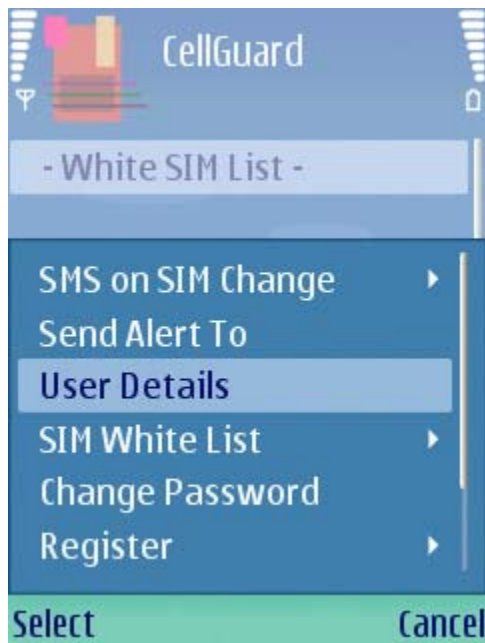 CellGuard
- White SIM List -
SMS on SIM Change
Send Alert To
User Details
SIM White List
Change Password
Register
Select Cancel